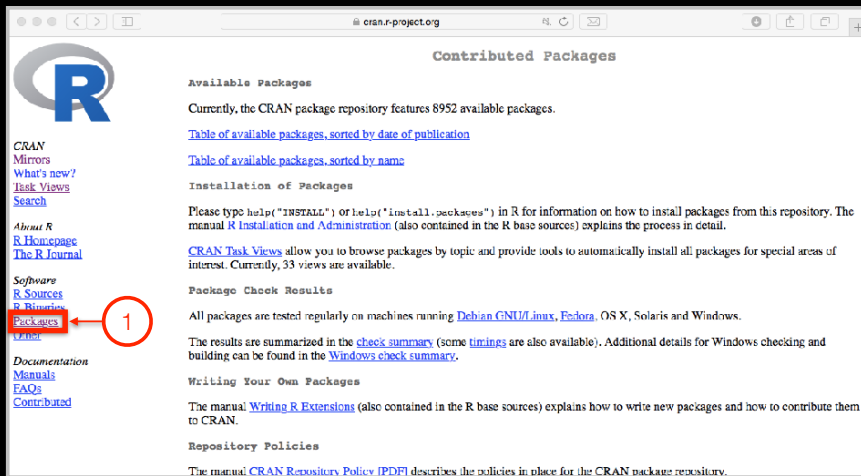 cran.r-project.org
R
CRAN
Mirrors
What's new?
Task Views
Search
About R
R Homepage
The R Journal
Software
R Sources
R Binaries
Packages
Other
Documentation
Manuals
FAQs
Contributed
1
Contributed Packages
Available Packages
Currently, the CRAN package repository features 8952 available packages.
Table of available packages, sorted by date of publication
Table of available packages, sorted by name
Installation of Packages
Please type help("INSTALL") or help("install.packages") in R for information on how to install packages from this repository. The
manual R Installation and Administration (also contained in the R base sources) explains the process in detail.
CRAN Task Views allow you to browse packages by topic and provide tools to automatically install all packages for special areas of
interest. Currently, 33 views are available.
Package Check Results
All packages are tested regularly on machines running Debian GNU/Linux, Fedora, OS X, Solaris and Windows.
The results are summarized in the check summary (some timings are also available). Additional details for Windows checking and
building can be found in the Windows check summary.
Writing Your Own Packages
The manual Writing R Extensions (also contained in the R base sources) explains how to write new packages and how to contribute them
to CRAN.
Repository Policies
The manual CRAN Repository Policy [PDF] describes the policies in place for the CRAN package repository.